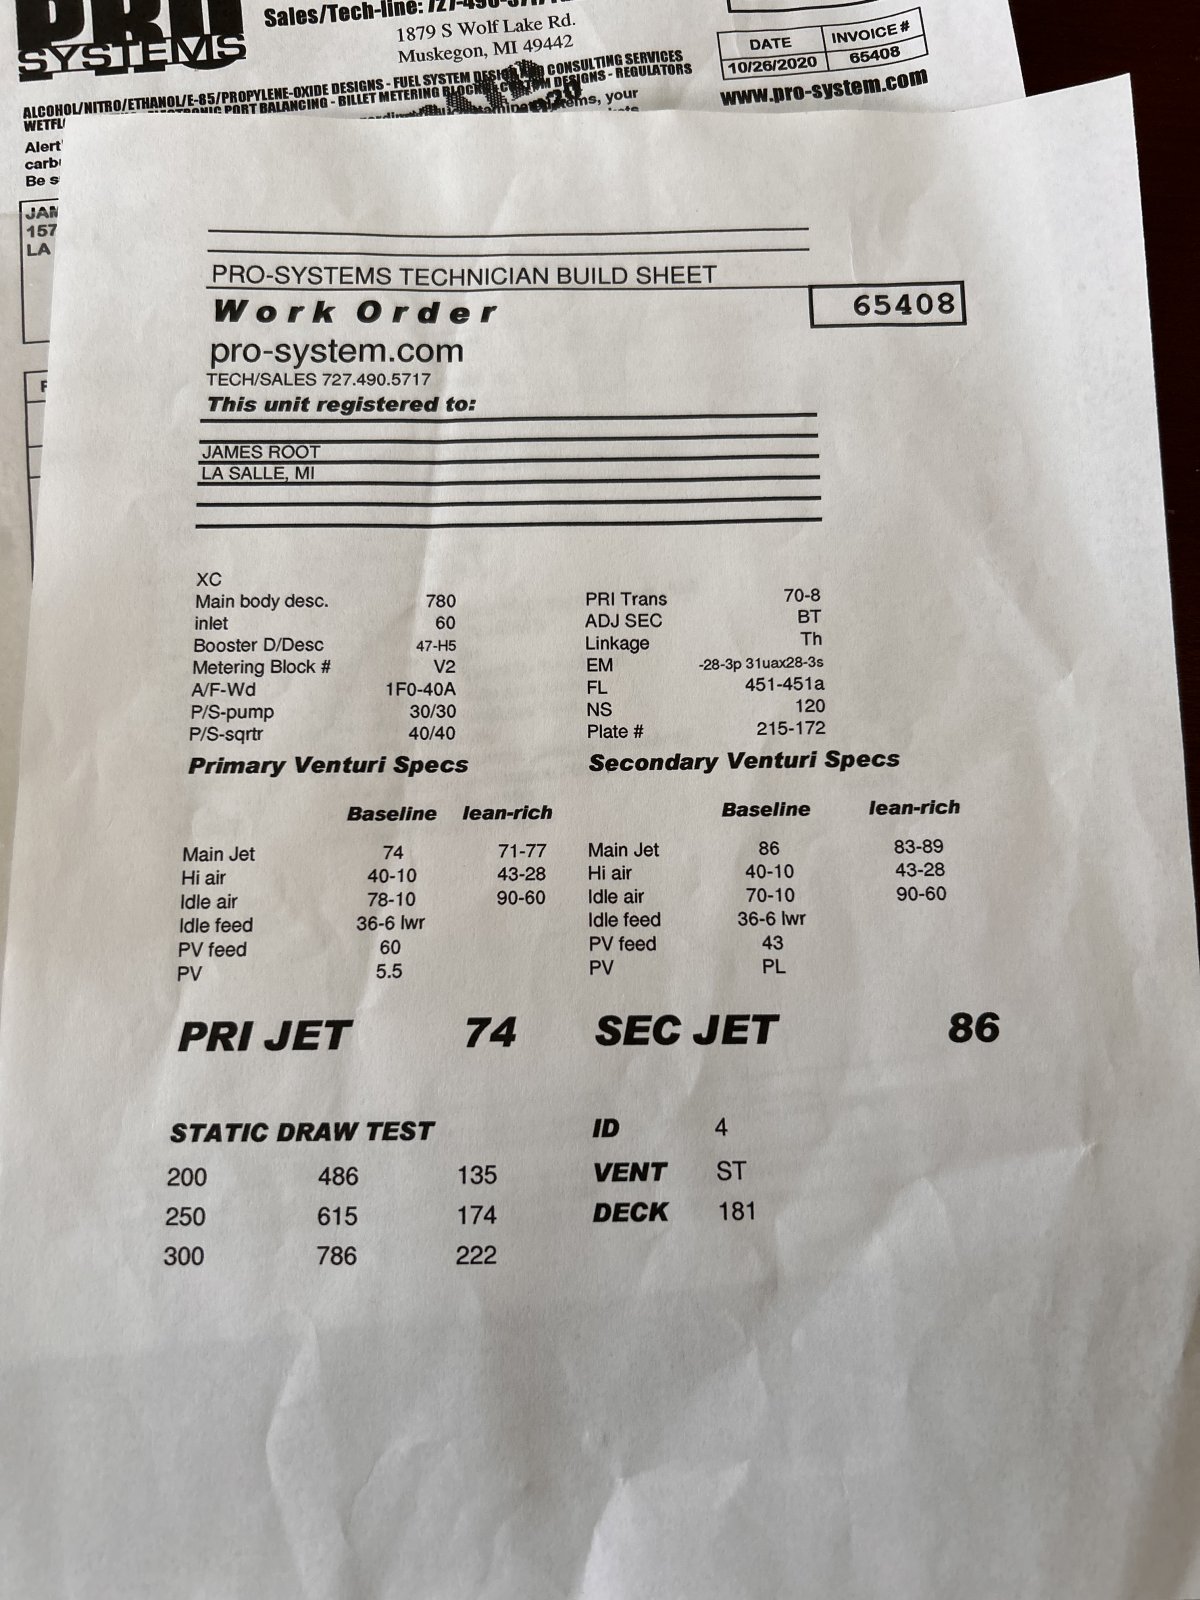 SYSTEMS
Sales/Tech-line:
1879 S Wolf Lake Rd.
Muskegon, MI 49442
DATE INVOICE #
10/26/2020 65408
www.pro-system.com
ALCOHOL/NITRO/ETHANOL/E-85/PROPYLENE-OXIDE DESIGNS - FUEL SYSTEM DESIGN CONSULTING SERVICES
PORT BALANCING - BILLET METERING DESIGNS - REGULATORS
your
Be
157
LA
PRO-SYSTEMS TECHNICIAN BUILD SHEET
Work Order 65408
pro-system.com
TECH/SALES 727.490.5717
This unit registered to:
JAMES ROOT
LA SALLE, MI
XC
Main body desc. 780 PRI Trans 70-8
inlet 60 ADJ SEC BT
Booster D/Desc 47-H5 Linkage Th
Metering Block # V2 EM -28-3p 31uax28-3s
A/F-Wd 1F0-40A FL 451-451a
P/S-pump 30/30 NS 120
P/S-sqrtr 40/40 Plate # 215-172
Primary Venturi Specs Secondary Venturi Specs
Baseline lean-rich Baseline lean-rich
Main Jet 74 71-77 Main Jet 86 83-89
Hi air 40-10 43-28 Hi air 40-10 43-28
Idle air 78-10 90-60 Idle air 70-10 90-60
Idle feed 36-6 lwr Idle feed 36-6 lwr
PV feed 60 PV feed 43
PV 5.5 PV PL
PRI JET 74 SEC JET 86
STATIC DRAW TEST ID 4
200 486 135 VENT ST
250 615 174 DECK 181
300 786 222